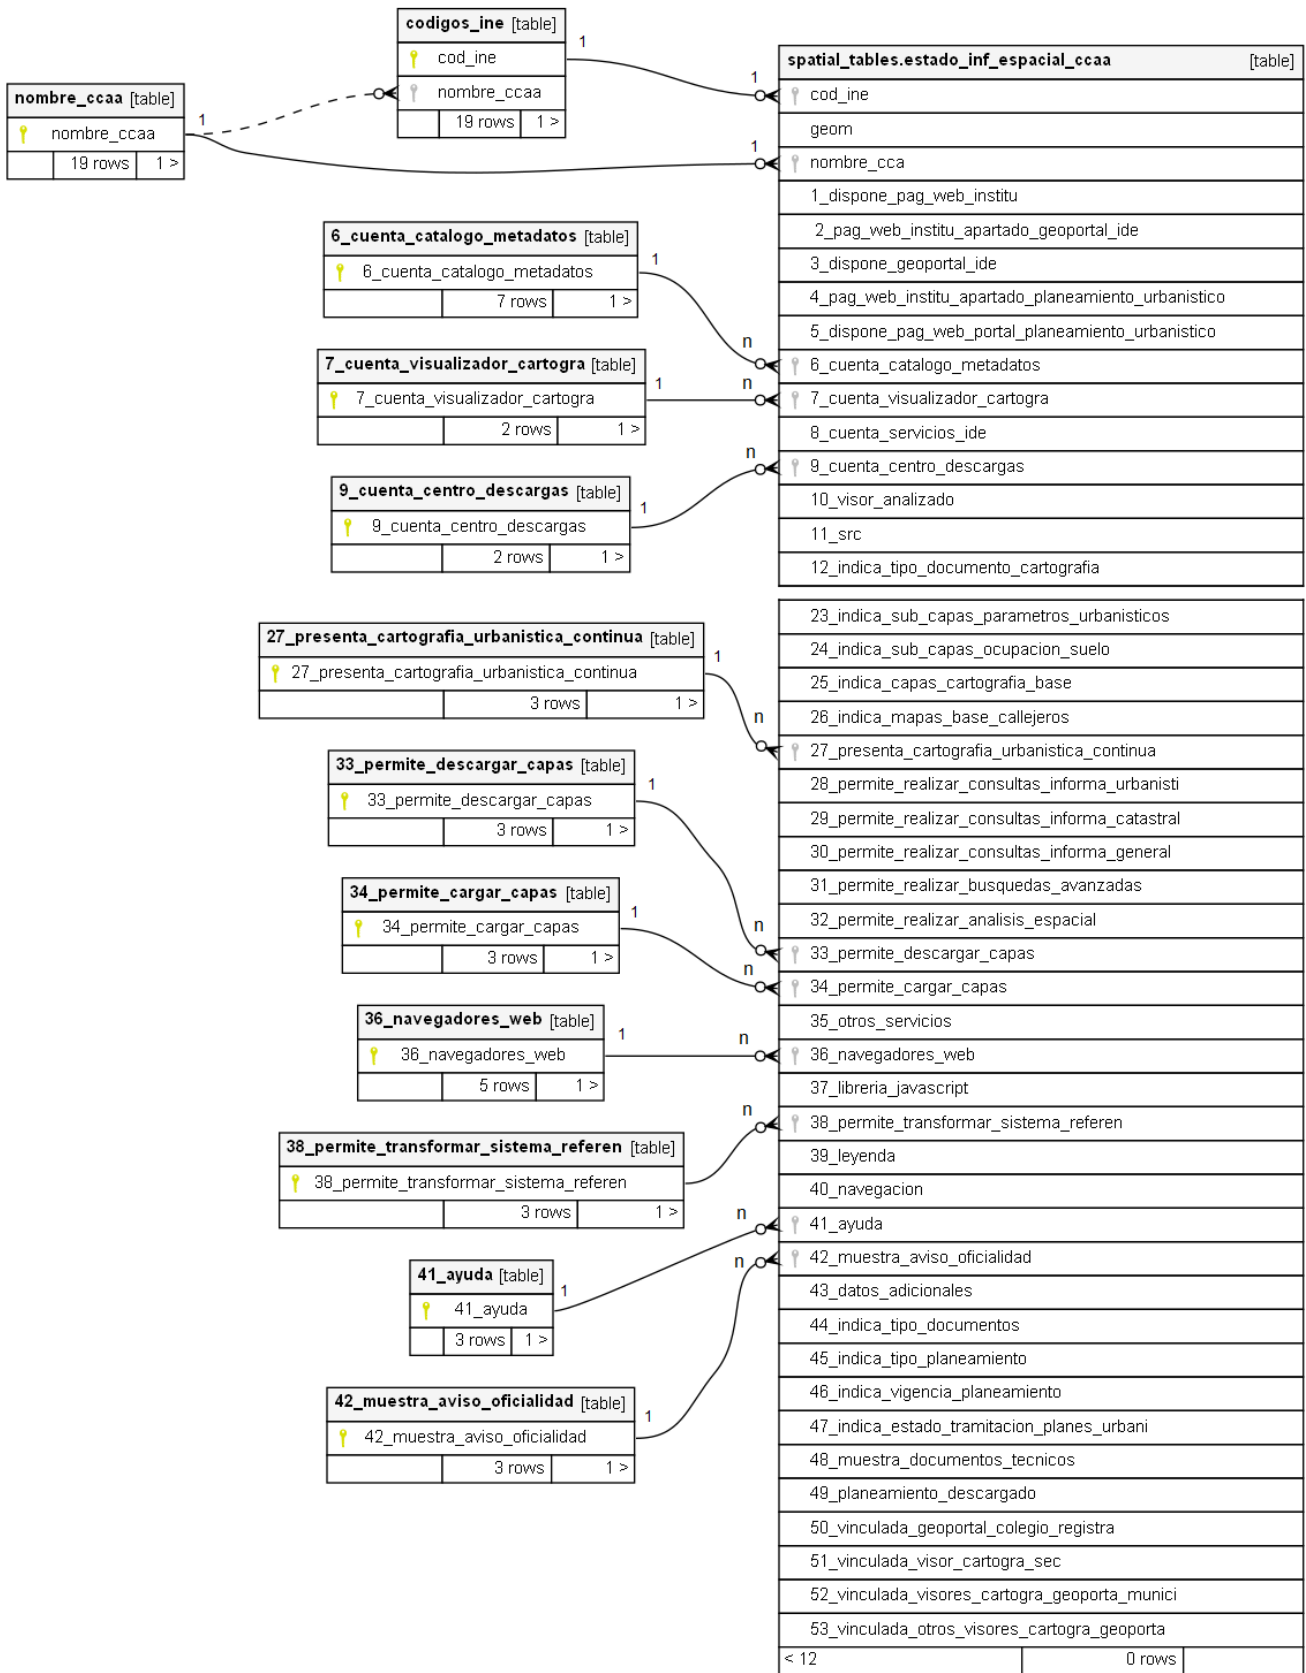 codigos_ine [table]
cod_ine
nombre_ccaa
19 rows 1 >
nombre_ccaa [table]
nombre_ccaa
19 rows 1 >
1
1
1
1
6_cuenta_catalogo_metadatos [table]
6_cuenta_catalogo_metadatos
7 rows 1 >
1
n
7_cuenta_visualizador_cartogra [table]
7_cuenta_visualizador_cartogra
2 rows 1 >
1
n
9_cuenta_centro_descargas [table]
9_cuenta_centro_descargas
2 rows 1 >
1
n
27_presenta_cartografia_urbanistica_continua [table]
27_presenta_cartografia_urbanistica_continua
3 rows 1 >
1
n
33_permite_descargar_capas [table]
33_permite_descargar_capas
3 rows 1 >
1
n
34_permite_cargar_capas [table]
34_permite_cargar_capas
3 rows 1 >
1
n
36_navegadores_web [table]
36_navegadores_web
5 rows 1 >
1
n
38_permite_transformar_sistema_referen [table]
38_permite_transformar_sistema_referen
3 rows 1 >
n
41_ayuda [table]
41_ayuda
3 rows 1 >
1
n
42_muestra_aviso_oficialidad [table]
42_muestra_aviso_oficialidad
3 rows 1 >
1
n
spatial_tables.estado_inf_espacial_ccaa [table]
cod_ine
geom
nombre_cca
1_dispone_pag_web_institu
2_pag_web_institu_apartado_geoportal_ide
3_dispone_geoportal_ide
4_pag_web_institu_apartado_planeamiento_urbanistico
5_dispone_pag_web_portal_planeamiento_urbanistico
6_cuenta_catalogo_metadatos
7_cuenta_visualizador_cartogra
8_cuenta_servicios_ide
9_cuenta_centro_descargas
10_visor_analizado
11_src
12_indica_tipo_documento_cartografia
23_indica_sub_capas_parametros_urbanisticos
24_indica_sub_capas_ocupacion_suelo
25_indica_capas_cartografia_base
26_indica_mapas_base_callejeros
27_presenta_cartografia_urbanistica_continua
28_permite_realizar_consultas_informa_urbanisti
29_permite_realizar_consultas_informa_catastral
30_permite_realizar_consultas_informa_general
31_permite_realizar_busquedas_avanzadas
32_permite_realizar_analisis_espacial
33_permite_descargar_capas
34_permite_cargar_capas
35_otros_servicios
36_navegadores_web
37_libreria_javascript
38_permite_transformar_sistema_referen
39_leyenda
40_navegacion
41_ayuda
42_muestra_aviso_oficialidad
43_datos_adicionales
44_indica_tipo_documentos
45_indica_tipo_planeamiento
46_indica_vigencia_planeamiento
47_indica_estado_tramitacion_planes_urbani
48_muestra_documentos_tecnicos
49_planeamiento_descargado
50_vinculada_geoportal_colegio_registra
51_vinculada_visor_cartogra_sec
52_vinculada_visores_cartogra_geoporta_munici
53_vinculada_otros_visores_cartogra_geoporta
< 12 0 rows